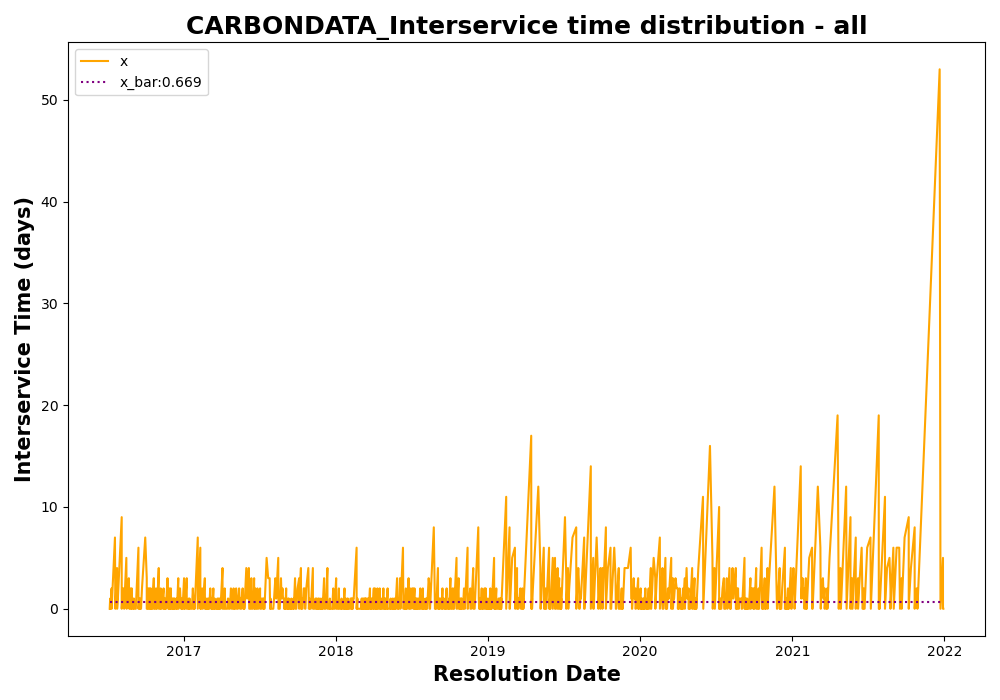 CARBONDATA_Interservice time distribution - all
x
x_bar:0.669
Interservice Time (days)
50
40
30
20
10
0
2017
2018
2019
2020
2021
2022
Resolution Date